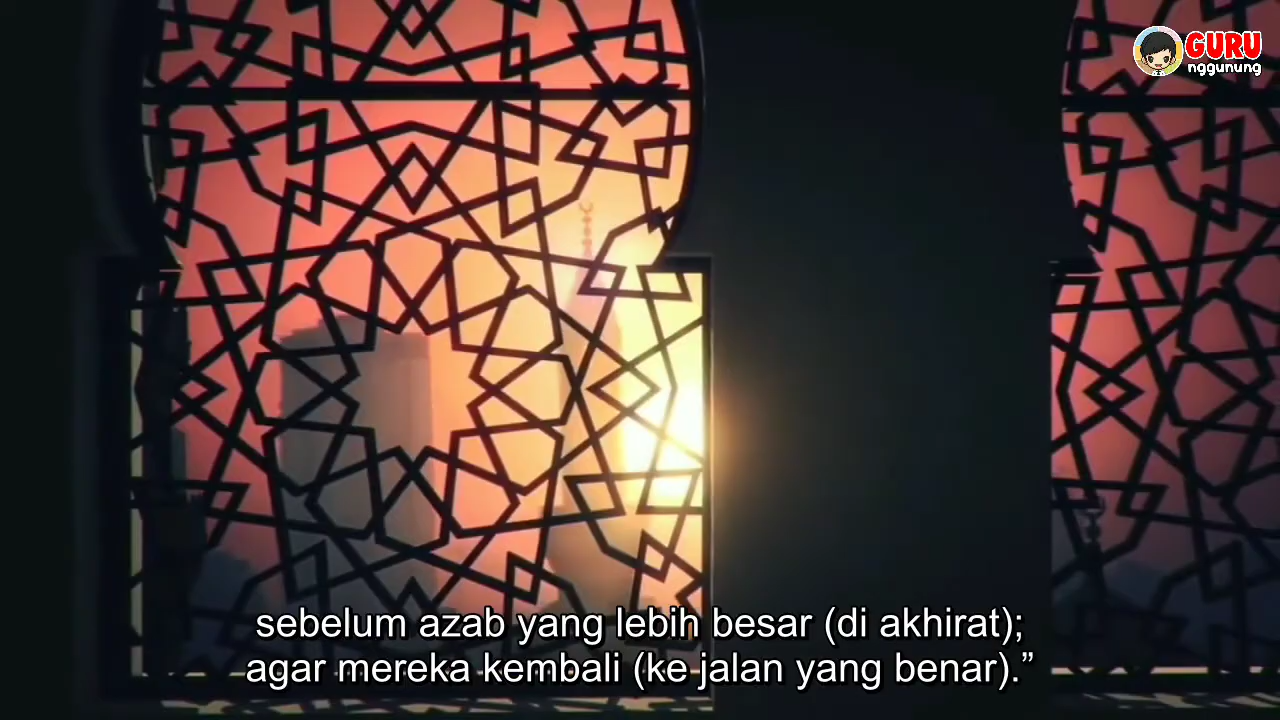 GURU
nggunung
sebelum azab yang lebih besar (di akhirat);
agar mereka kembali (ke jalan yang benar).”